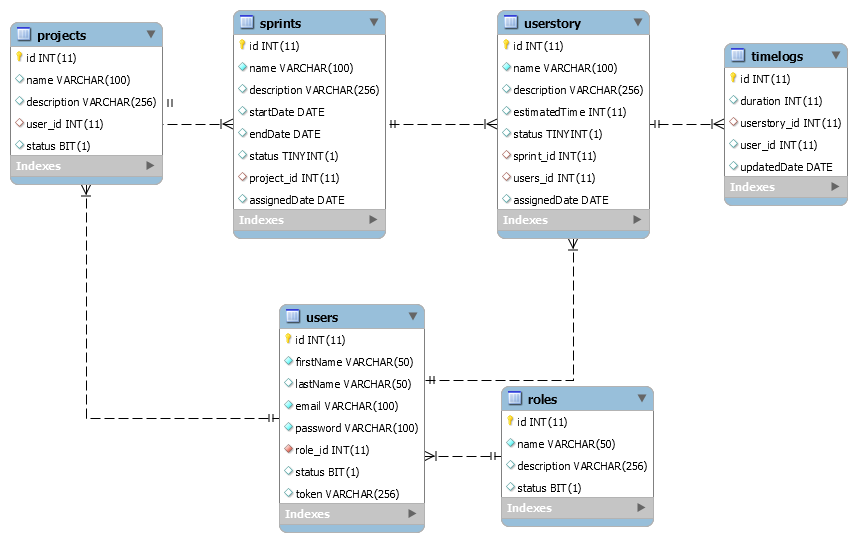 projects
id INT(11)
name VARCHAR(100)
description VARCHAR(256)
user_id INT(11)
status BIT(1)
Indexes
sprints
id INT(11)
name VARCHAR(100)
description VARCHAR(256)
startDate DATE
endDate DATE
status TINYINT(1)
project_id INT(11)
assignedDate DATE
Indexes
userstory
id INT(11)
name VARCHAR(100)
description VARCHAR(256)
estimatedTime INT(11)
status TINYINT(1)
sprint_id INT(11)
users_id INT(11)
assignedDate DATE
Indexes
timelogs
id INT(11)
duration INT(11)
userstory_id INT(11)
user_id INT(11)
updatedDate DATE
Indexes
users
id INT(11)
firstName VARCHAR(50)
lastName VARCHAR(50)
email VARCHAR(100)
password VARCHAR(100)
role_id INT(11)
status BIT(1)
token VARCHAR(256)
Indexes
roles
id INT(11)
name VARCHAR(50)
description VARCHAR(256)
status BIT(1)
Indexes